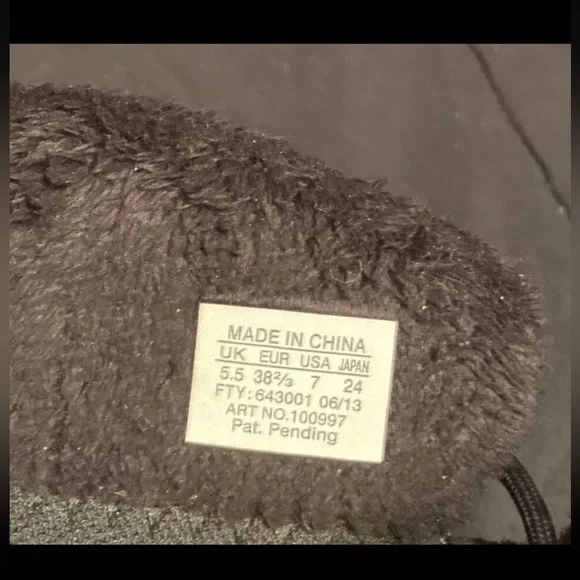 MADE IN CHINA
UK EUR USA JAPAN
5.5 38⅔ 7 24
FTY: 643001 06/13
ART NO.100997
Pat. Pending